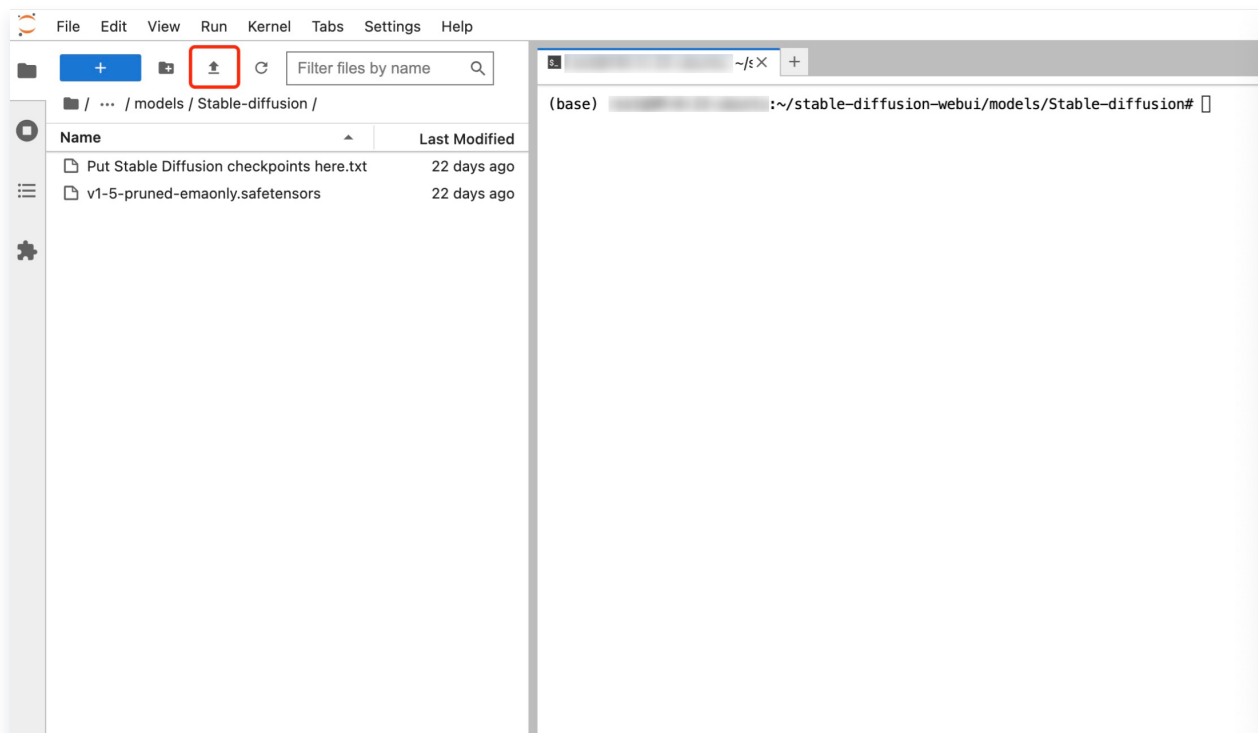 File Edit View Run Kernel Tabs Settings Help
+ Filter files by name
/ ... / models / Stable-diffusion /
Name Last Modified
Put Stable Diffusion checkpoints here.txt 22 days ago
v1-5-pruned-emaonly.safetensors 22 days ago
~/s
(base) :~/stable-diffusion-webui/models/Stable-diffusion#